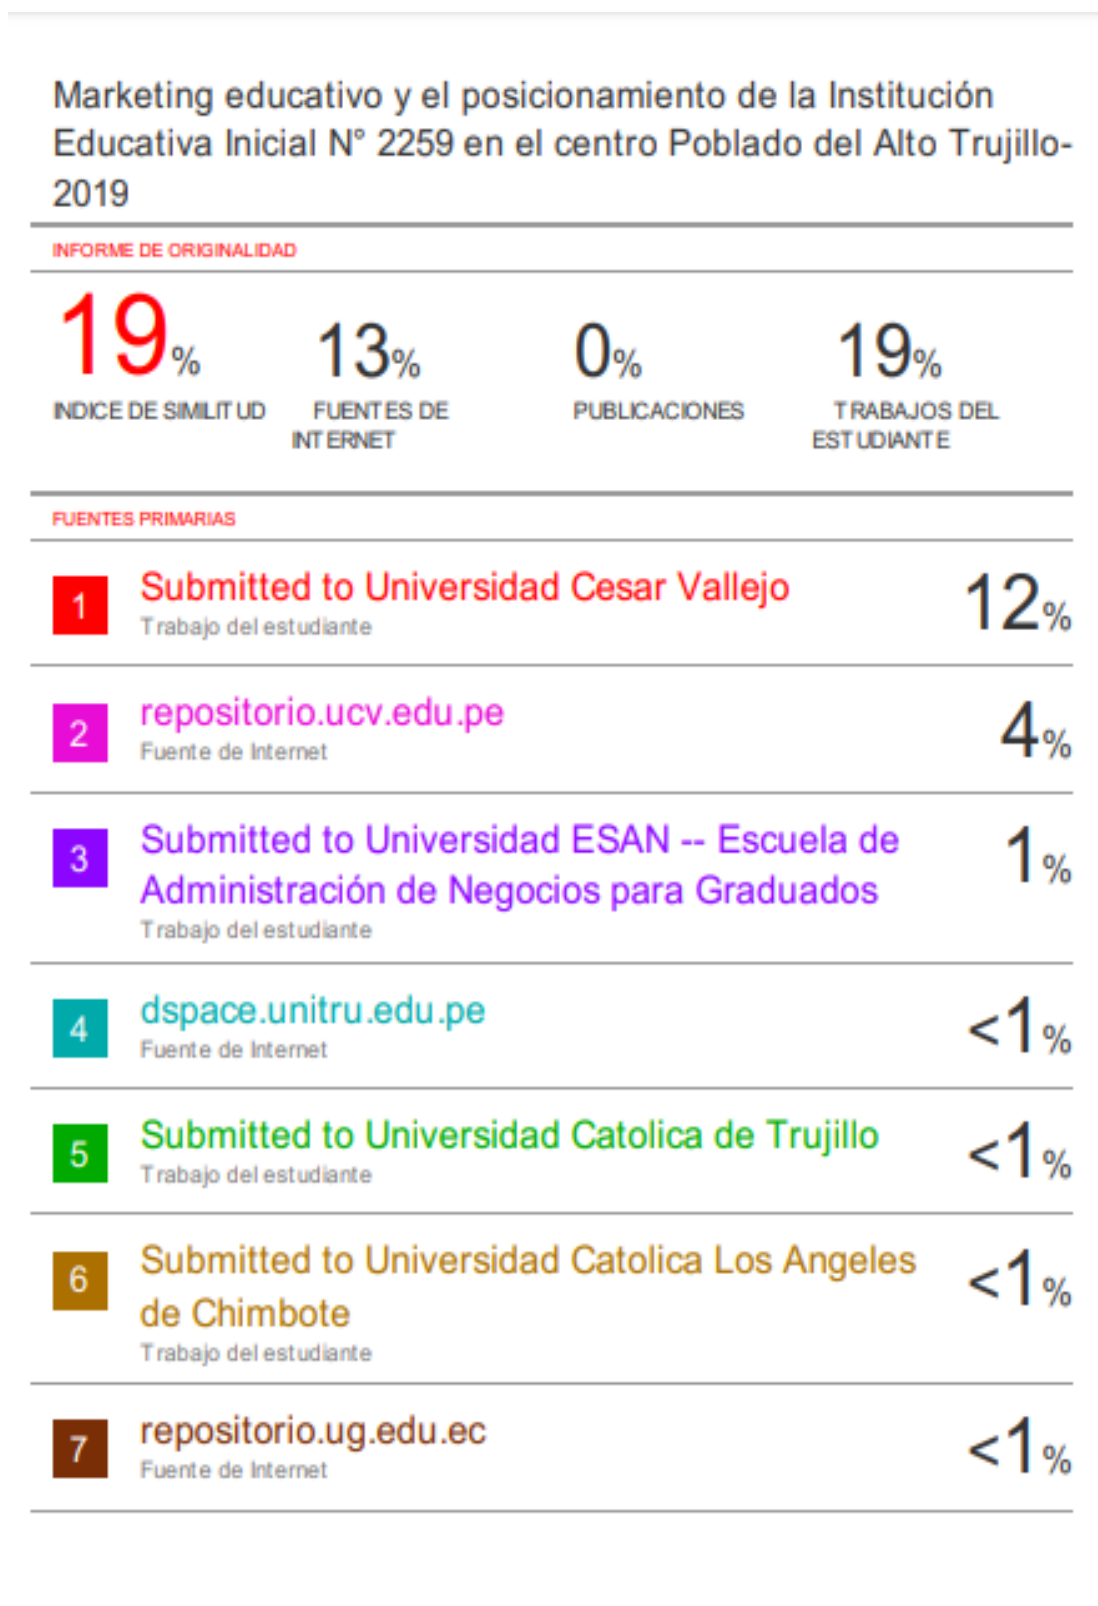 Marketing educativo y el posicionamiento de la Institución
Educativa Inicial N° 2259 en el centro Poblado del Alto Trujillo-
2019
INFORME DE ORIGINALIDAD
19%
13%
0%
19%
INDICE DE SIMILITUD
FUENTES DE
INTERNET
PUBLICACIONES
TRABAJOS DEL
ESTUDIANTE
FUENTES PRIMARIAS
1
Submitted to Universidad Cesar Vallejo
Trabajo del estudiante
12%
2
repositorio.ucv.edu.pe
Fuente de Internet
4%
3
Submitted to Universidad ESAN -- Escuela de
Administración de Negocios para Graduados
Trabajo del estudiante
1%
4
dspace.unitru.edu.pe
Fuente de Internet
<1%
5
Submitted to Universidad Catolica de Trujillo
Trabajo del estudiante
<1%
6
Submitted to Universidad Catolica Los Angeles
de Chimbote
Trabajo del estudiante
<1%
7
repositorio.ug.edu.ec
Fuente de Internet
<1%